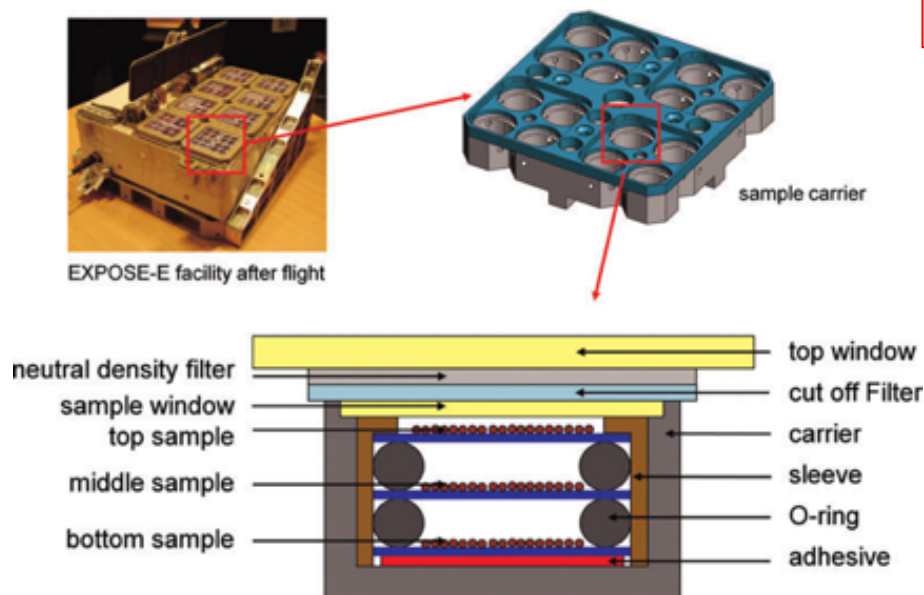 sample carrier
EXPOSE-E facility after flight
neutral density filter
sample window
top sample
middle sample
bottom sample
top window
cut off Filter
carrier
sleeve
O-ring
adhesive